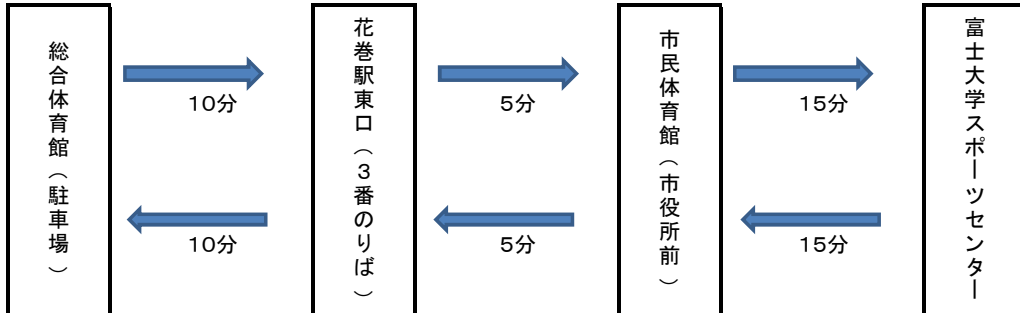 総合体育館（駐車場）
10分
10分
花巻駅東口（３番のりば）
5分
5分
市民体育館（市役所前）
15分
15分
富士大学スポーツセンター